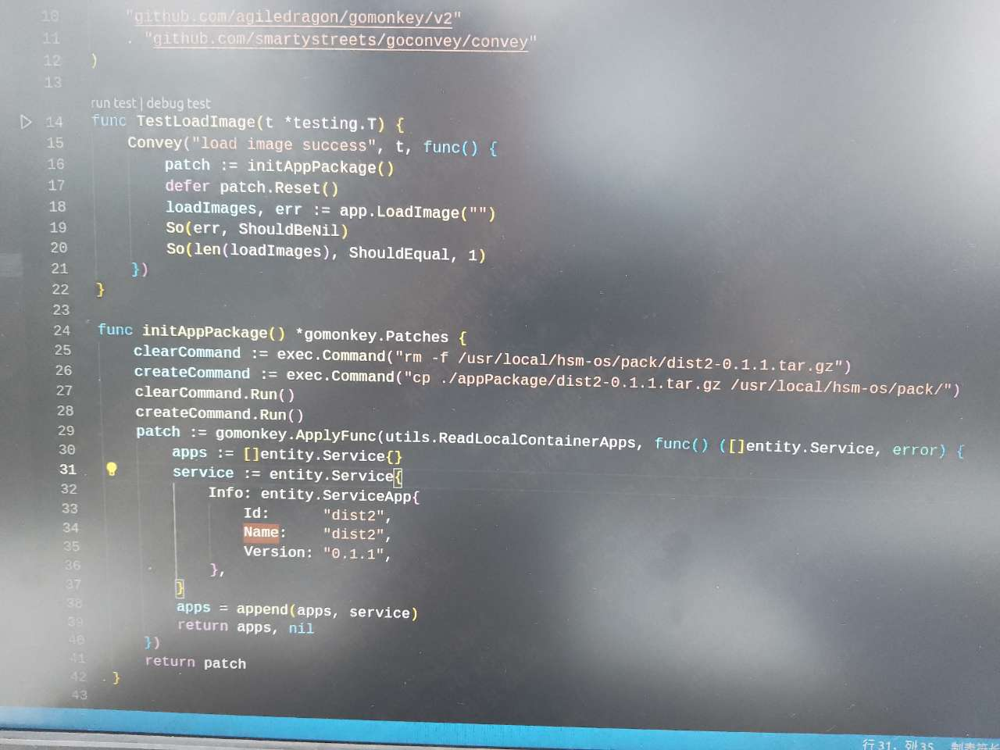 10 "github.com/agiledragon/gomonkey/v2"
11 . "github.com/smartystreets/goconvey/convey"
12 )
13
run test | debug test
14 func TestLoadImage(t *testing.T) {
15 Convey("load image success", t, func() {
16 patch := initAppPackage()
17 defer patch.Reset()
18 loadImages, err := app.LoadImage("")
19 So(err, ShouldBeNil)
20 So(len(loadImages), ShouldEqual, 1)
21 })
22 }
23
24 func initAppPackage() *gomonkey.Patches {
25 clearCommand := exec.Command("rm -f /usr/local/hsm-os/pack/dist2-0.1.1.tar.gz")
26 createCommand := exec.Command("cp ./appPackage/dist2-0.1.1.tar.gz /usr/local/hsm-os/pack/")
27 clearCommand.Run()
28 createCommand.Run()
29 patch := gomonkey.ApplyFunc(utils.ReadLocalContainerApps, func() ([]entity.Service, error) {
30 apps := []entity.Service{}
31 service := entity.Service{
32 Info: entity.ServiceApp{
33 Id: "dist2",
34 Name: "dist2",
35 Version: "0.1.1",
36 },
37 }
38 apps = append(apps, service)
39 return apps, nil
40 })
41 return patch
42 }
43
行 31, 列 35 制表符长